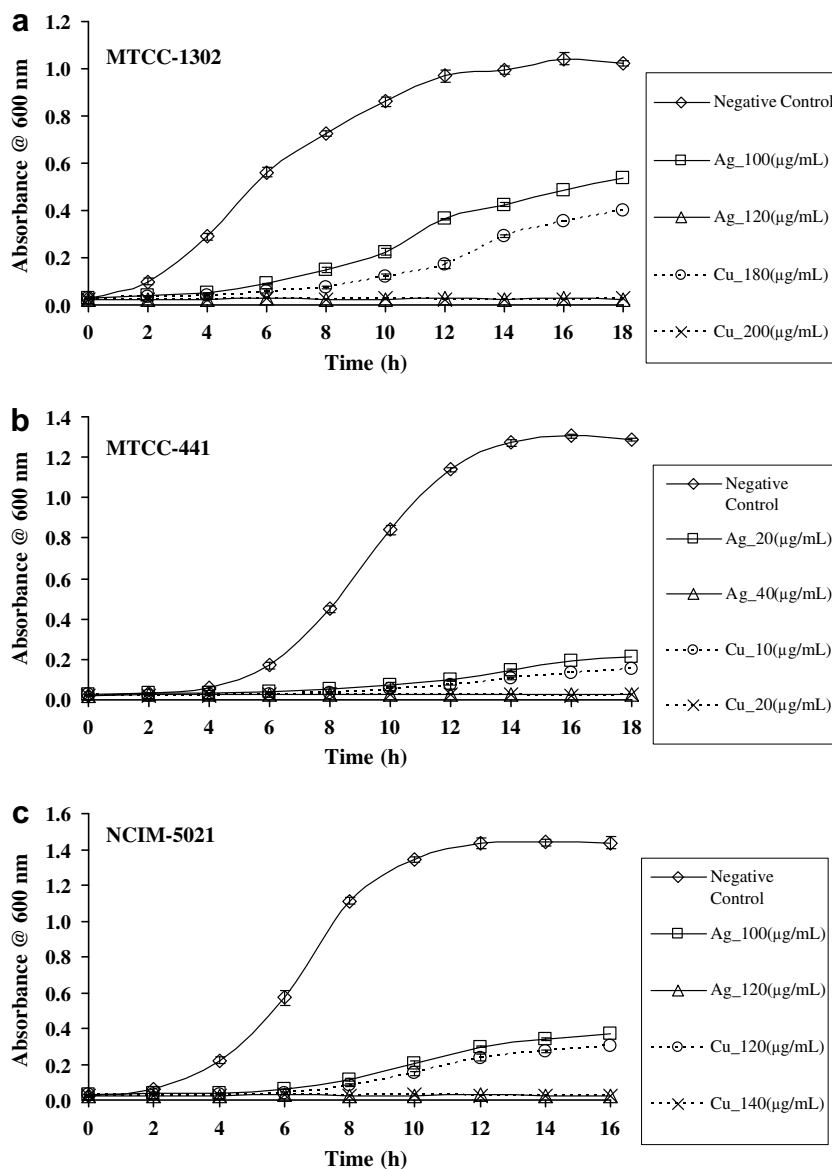 a
MTCC-1302
1.2
1.0
0.8
0.6
0.4
0.2
0.0
Absorbance @ 600 nm
0 2 4 6 8 10 12 14 16 18
Time (h)
Negative Control
Ag_100(µg/mL)
Ag_120(µg/mL)
Cu_180(µg/mL)
Cu_200(µg/mL)
b
MTCC-441
1.4
1.2
1.0
0.8
0.6
0.4
0.2
0.0
Absorbance @ 600 nm
0 2 4 6 8 10 12 14 16 18
Time (h)
Negative
Control
Ag_20(µg/mL)
Ag_40(µg/mL)
Cu_10(µg/mL)
Cu_20(µg/mL)
c
NCIM-5021
1.6
1.4
1.2
1.0
0.8
0.6
0.4
0.2
0.0
Absorbance @ 600 nm
0 2 4 6 8 10 12 14 16
Time (h)
Negative
Control
Ag_100(µg/mL)
Ag_120(µg/mL)
Cu_120(µg/mL)
Cu_140(µg/mL)